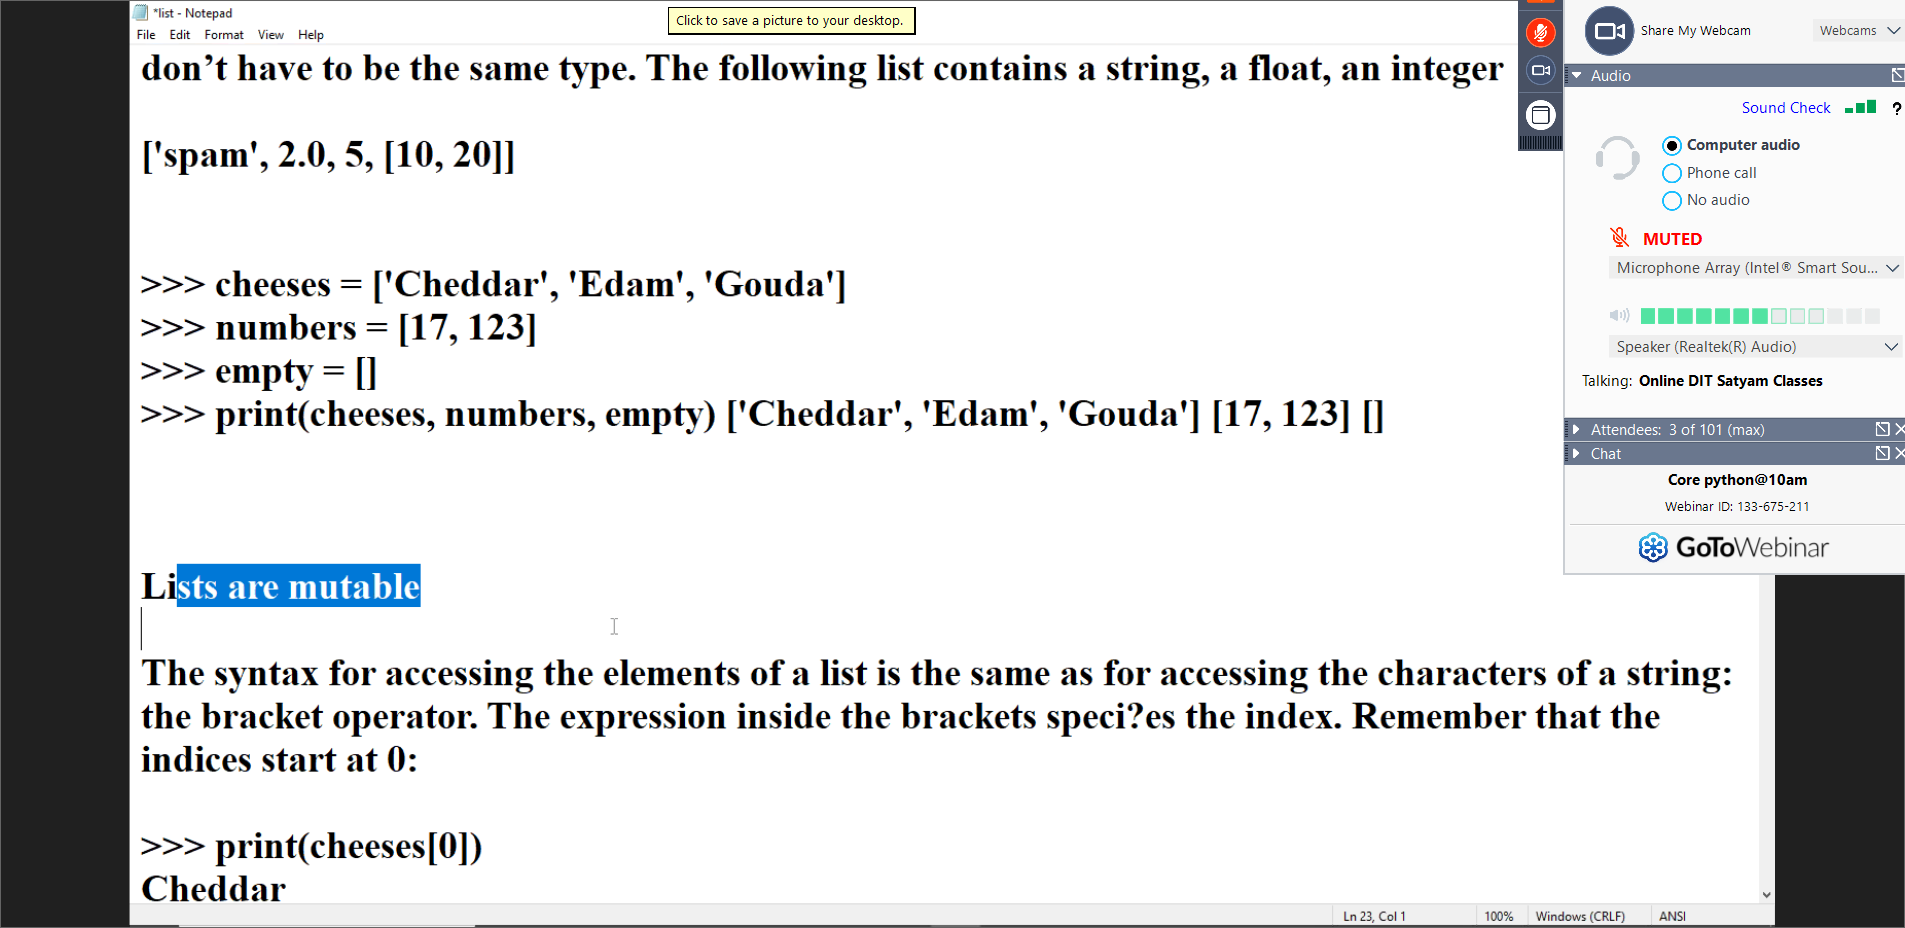 *list - Notepad
File Edit Format View Help
Click to save a picture to your desktop.
don’t have to be the same type. The following list contains a string, a float, an integer
['spam', 2.0, 5, [10, 20]]
>>> cheeses = ['Cheddar', 'Edam', 'Gouda']
>>> numbers = [17, 123]
>>> empty = []
>>> print(cheeses, numbers, empty) ['Cheddar', 'Edam', 'Gouda'] [17, 123] []
Lists are mutable
The syntax for accessing the elements of a list is the same as for accessing the characters of a string:
the bracket operator. The expression inside the brackets speci?es the index. Remember that the
indices start at 0:
>>> print(cheeses[0])
Cheddar
Ln 23, Col 1 100% Windows (CRLF) ANSI
Share My Webcam Webcams
Audio
Sound Check ?
Computer audio
Phone call
No audio
MUTED
Microphone Array (Intel® Smart Sou...
Speaker (Realtek(R) Audio)
Talking: Online DIT Satyam Classes
Attendees: 3 of 101 (max)
Chat
Core python@10am
Webinar ID: 133-675-211
GoToWebinar